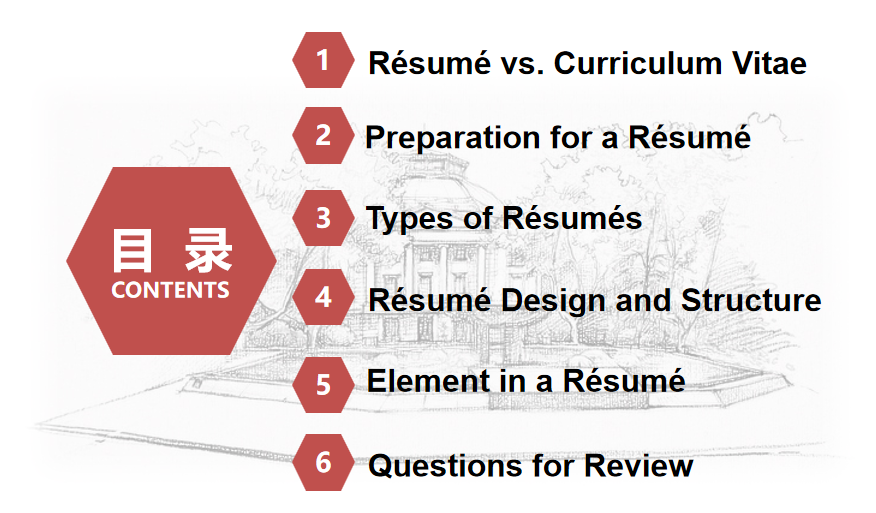 目 录
CONTENTS
1 Résumé vs. Curriculum Vitae
2 Preparation for a Résumé
3 Types of Résumés
4 Résumé Design and Structure
5 Element in a Résumé
6 Questions for Review